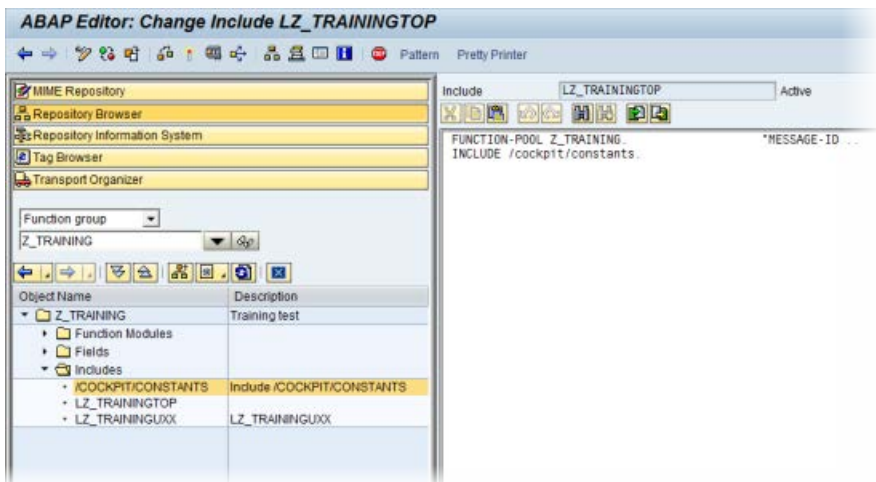 ABAP Editor: Change Include LZ_TRAININGTOP
Pattern Pretty Printer
MIME Repository
Repository Browser
Repository Information System
Tag Browser
Transport Organizer
Function group
Z_TRAINING
Object Name Description
Z_TRAINING Training test
Function Modules
Fields
Includes
/COCKPIT/CONSTANTS Include /COCKPIT/CONSTANTS
LZ_TRAININGTOP
LZ_TRAININGUXX LZ_TRAININGUXX
Include LZ_TRAININGTOP Active
FUNCTION-POOL Z_TRAINING. "MESSAGE-ID ..
INCLUDE /cockpit/constants.